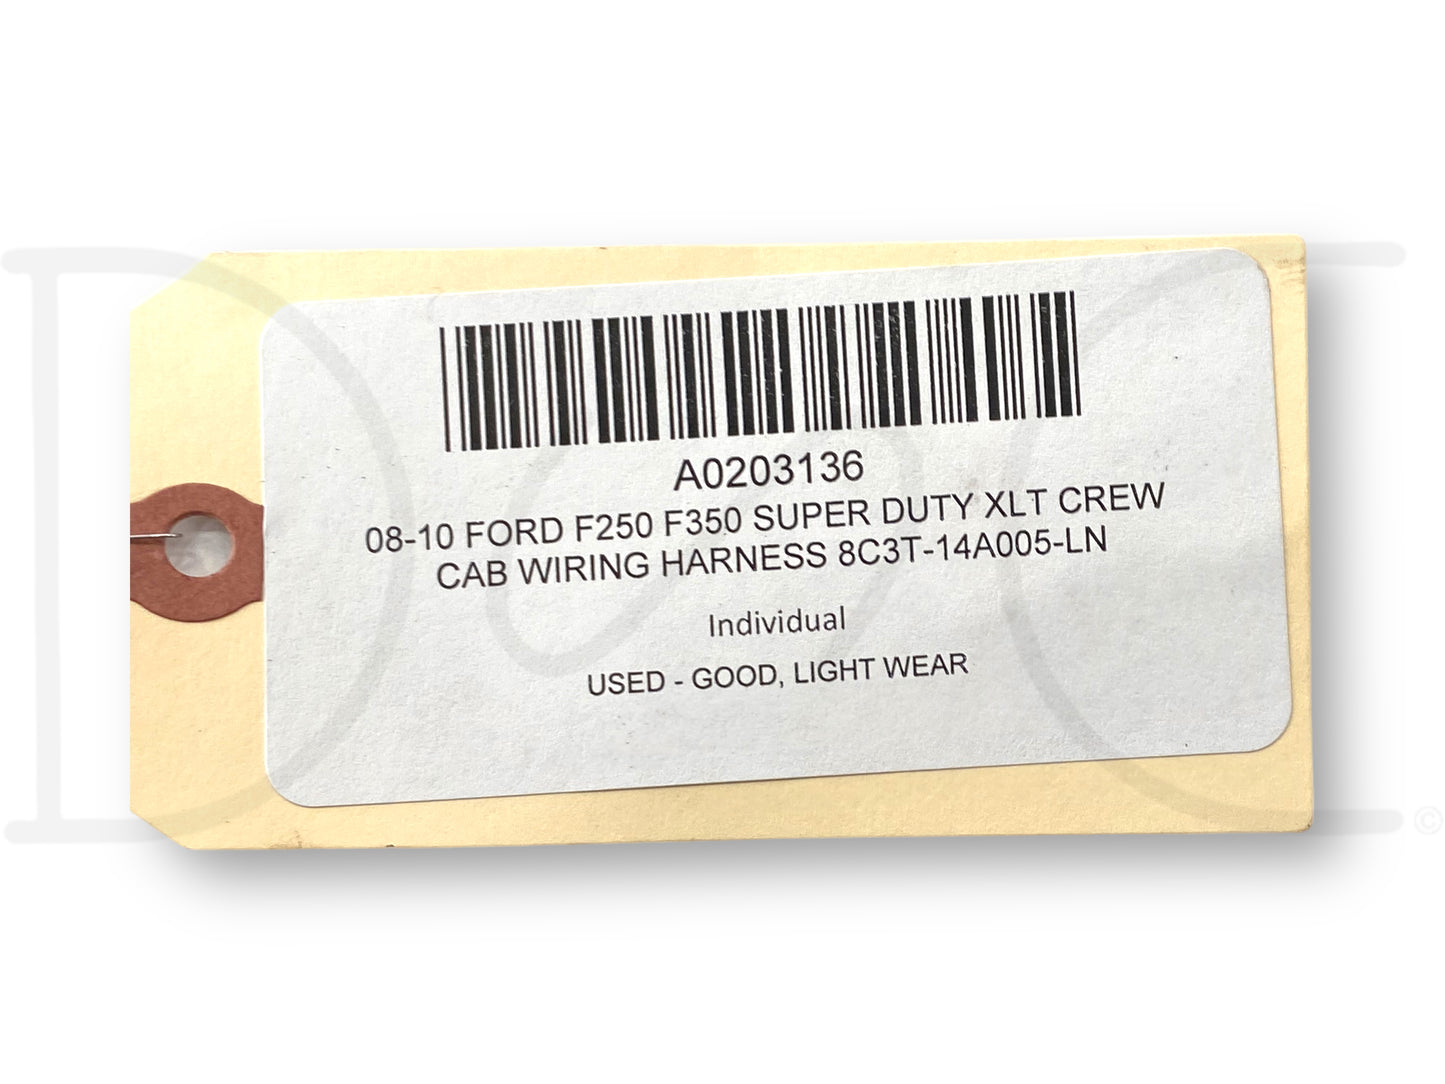 A0203136
08-10 FORD F250 F350 SUPER DUTY XLT CREW
CAB WIRING HARNESS 8C3T-14A005-LN
Individual
USED - GOOD, LIGHT WEAR
©